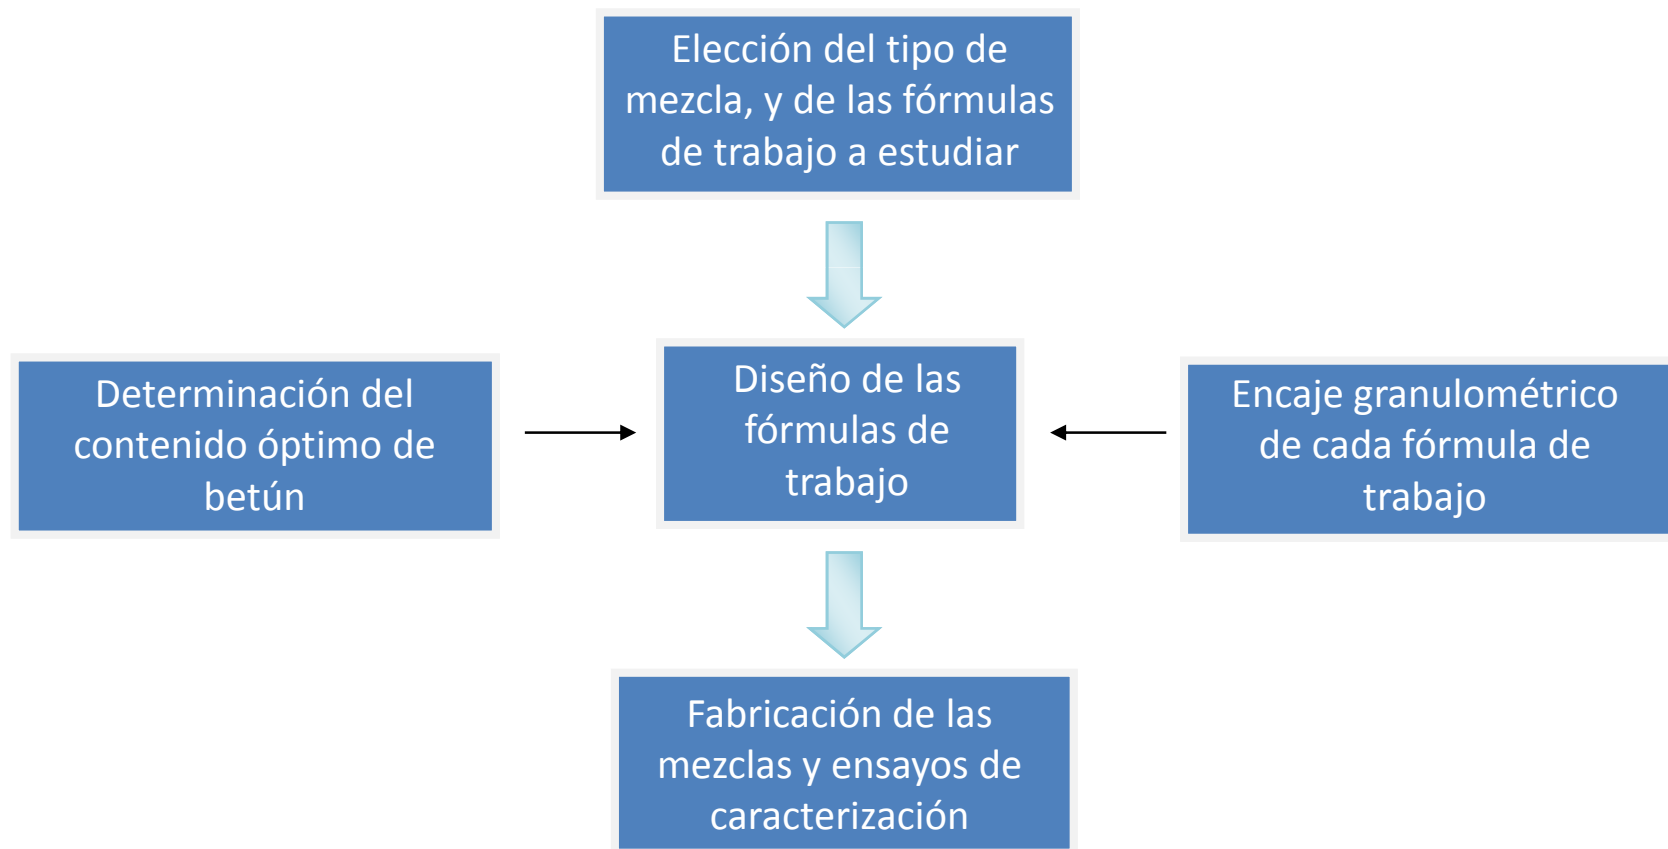 Elección del tipo de
mezcla, y de las fórmulas
de trabajo a estudiar
Determinación del
contenido óptimo de
betún
Diseño de las
fórmulas de
trabajo
Encaje granulométrico
de cada fórmula de
trabajo
Fabricación de las
mezclas y ensayos de
caracterización